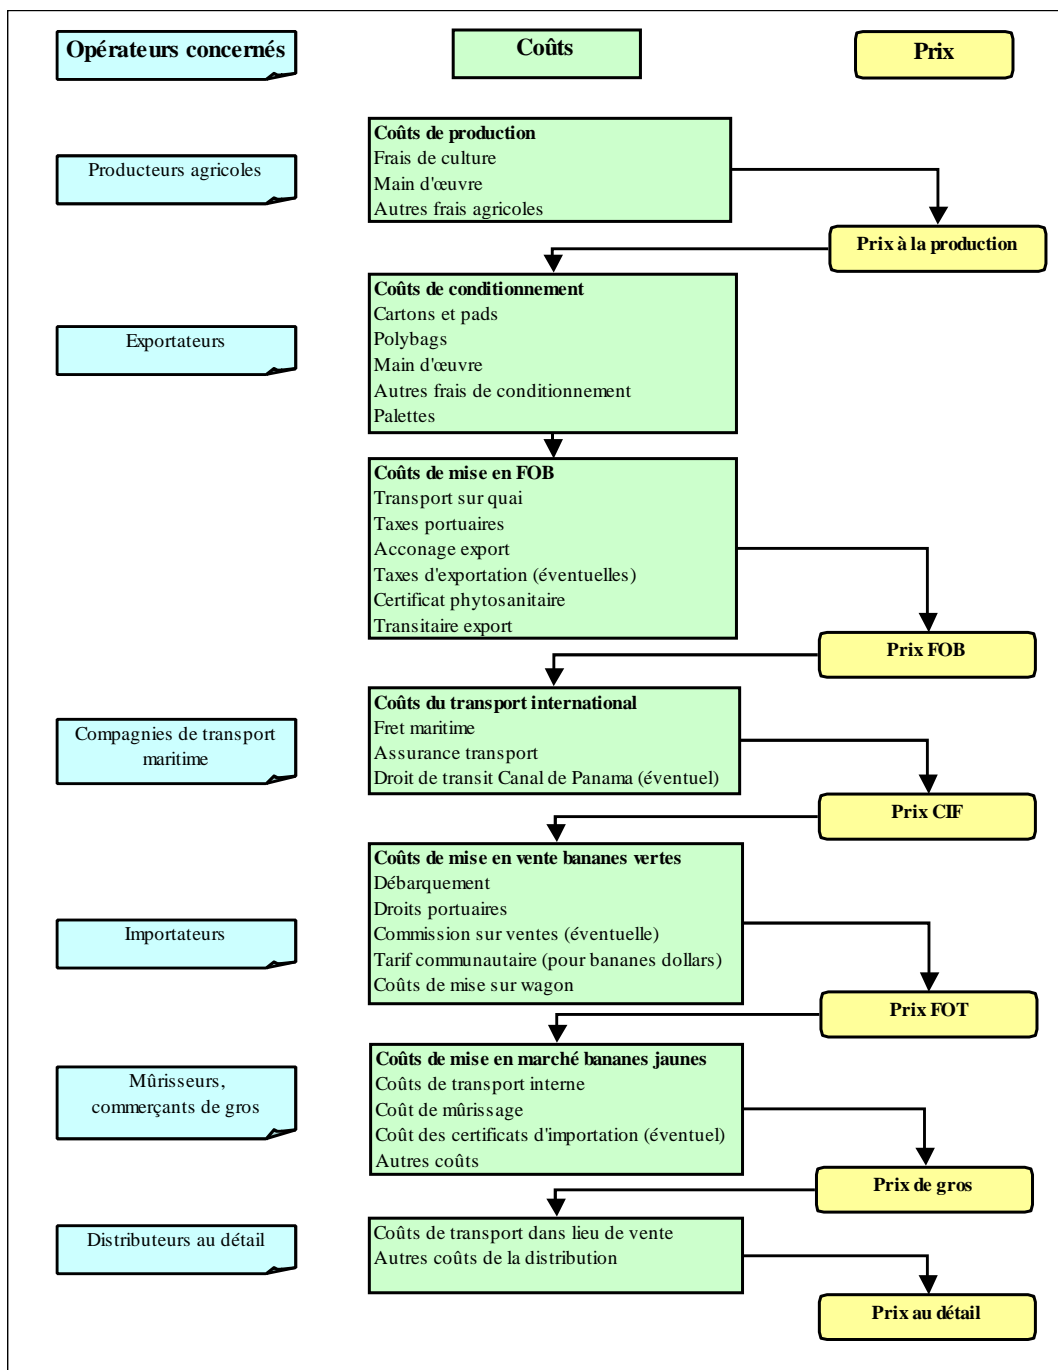 Opérateurs concernés
Coûts
Prix
Producteurs agricoles
Coûts de production
Frais de culture
Main d'œuvre
Autres frais agricoles
Prix à la production
Exportateurs
Coûts de conditionnement
Cartons et pads
Polybags
Main d'œuvre
Autres frais de conditionnement
Palettes
Coûts de mise en FOB
Transport sur quai
Taxes portuaires
Acconage export
Taxes d'exportation (éventuelles)
Certificat phytosanitaire
Transitaire export
Prix FOB
Compagnies de transport
maritime
Coûts du transport international
Fret maritime
Assurance transport
Droit de transit Canal de Panama (éventuel)
Prix CIF
Importateurs
Coûts de mise en vente bananes vertes
Débarquement
Droits portuaires
Commission sur ventes (éventuelle)
Tarif communautaire (pour bananes dollars)
Coûts de mise sur wagon
Prix FOT
Mûrisseurs,
commerçants de gros
Coûts de mise en marché bananes jaunes
Coûts de transport interne
Coût de mûrissage
Coût des certificats d'importation (éventuel)
Autres coûts
Prix de gros
Distributeurs au détail
Coûts de transport dans lieu de vente
Autres coûts de la distribution
Prix au détail